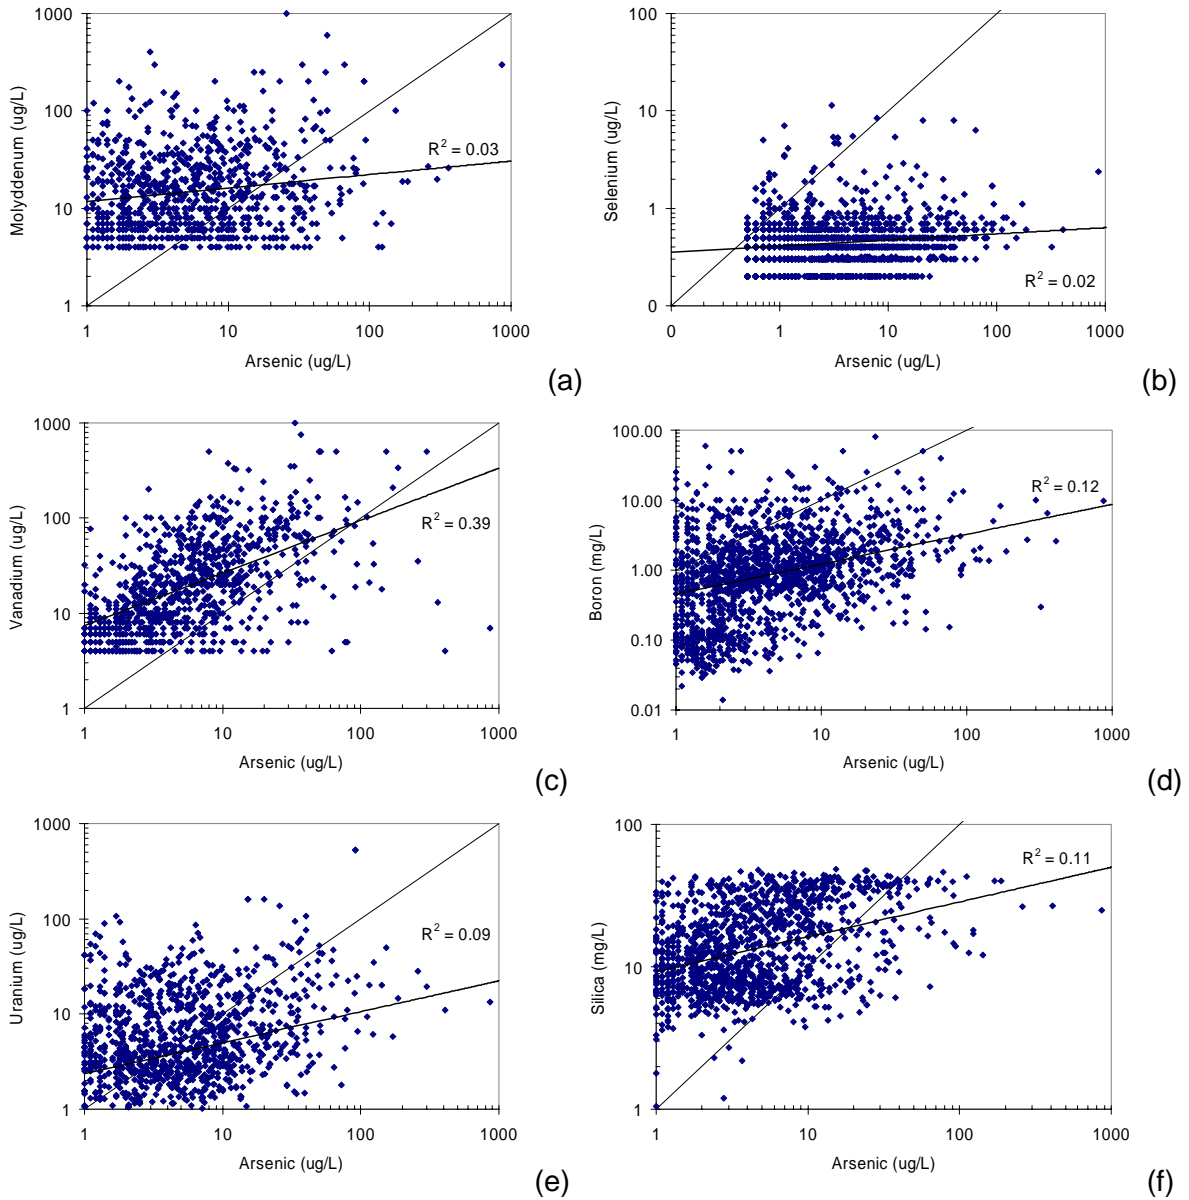 1000
100
10
1
Molyddenum (ug/L)
R² = 0.03
1 10 100 1000
Arsenic (ug/L)
(a)
100
10
1
0
Selenium (ug/L)
R² = 0.02
0 1 10 100 1000
Arsenic (ug/L)
(b)
1000
100
10
1
Vanadium (ug/L)
R² = 0.39
1 10 100 1000
Arsenic (ug/L)
(c)
100.00
10.00
1.00
0.10
0.01
Boron (mg/L)
R² = 0.12
1 10 100 1000
Arsenic (ug/L)
(d)
1000
100
10
1
Uranium (ug/L)
R² = 0.09
1 10 100 1000
Arsenic (ug/L)
(e)
100
10
1
Silica (mg/L)
R² = 0.11
1 10 100 1000
Arsenic (ug/L)
(f)